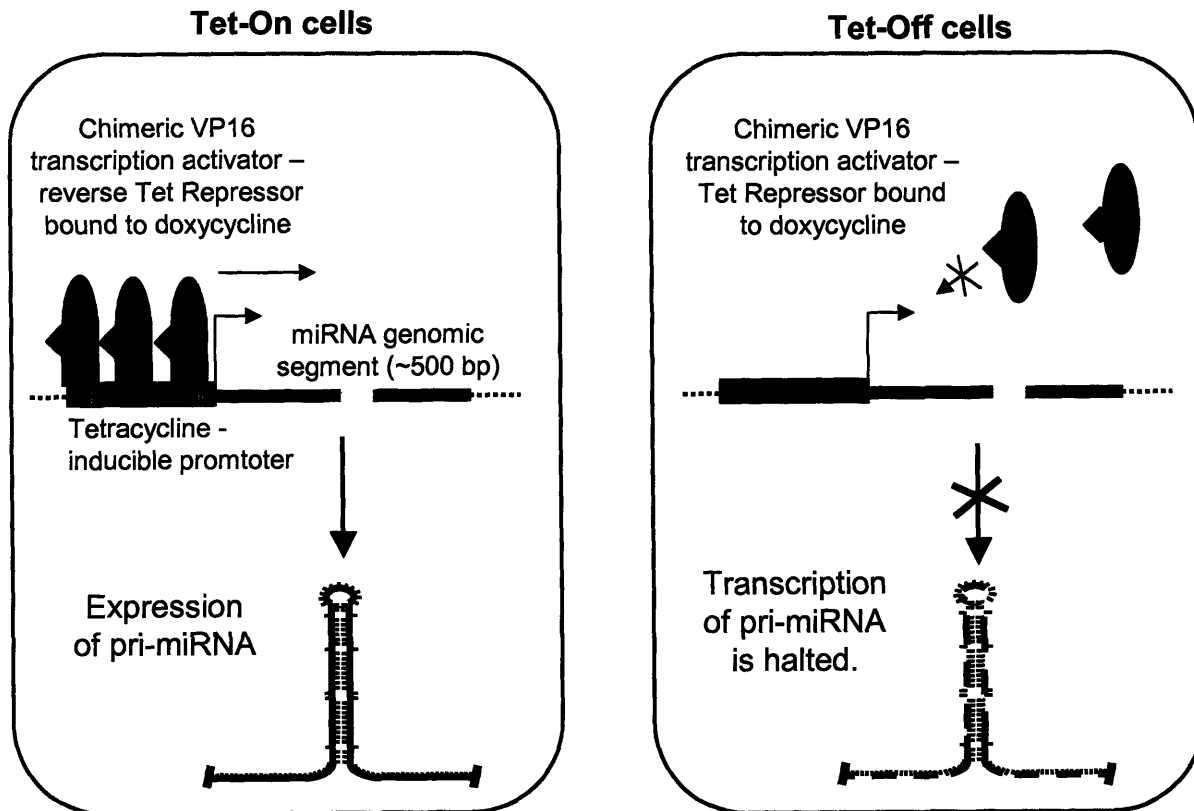 Tet-On cells
Chimeric VP16
transcription activator –
reverse Tet Repressor
bound to doxycycline
miRNA genomic
segment (~500 bp)
Tetracycline -
inducible promtoter
Expression
of pri-miRNA
Tet-Off cells
Chimeric VP16
transcription activator –
Tet Repressor bound
to doxycycline
Transcription
of pri-miRNA
is halted.